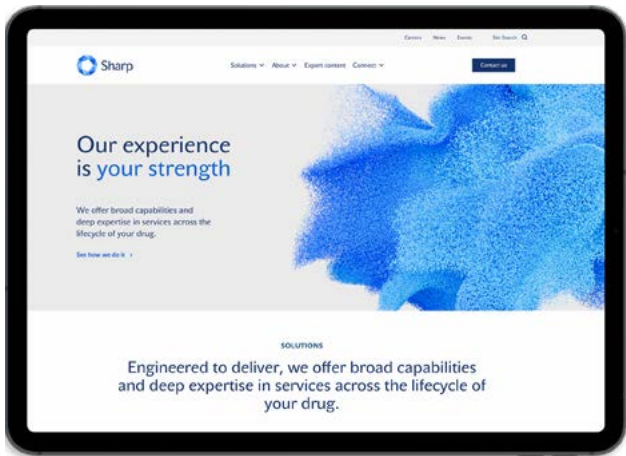 Careers News Events Site Search
Sharp
Solutions About Expert content Connect
Contact us
Our experience
is your strength
We offer broad capabilities and
deep expertise in services across the
lifecycle of your drug.
See how we do it
SOLUTIONS
Engineered to deliver, we offer broad capabilities
and deep expertise in services across the lifecycle of
your drug.